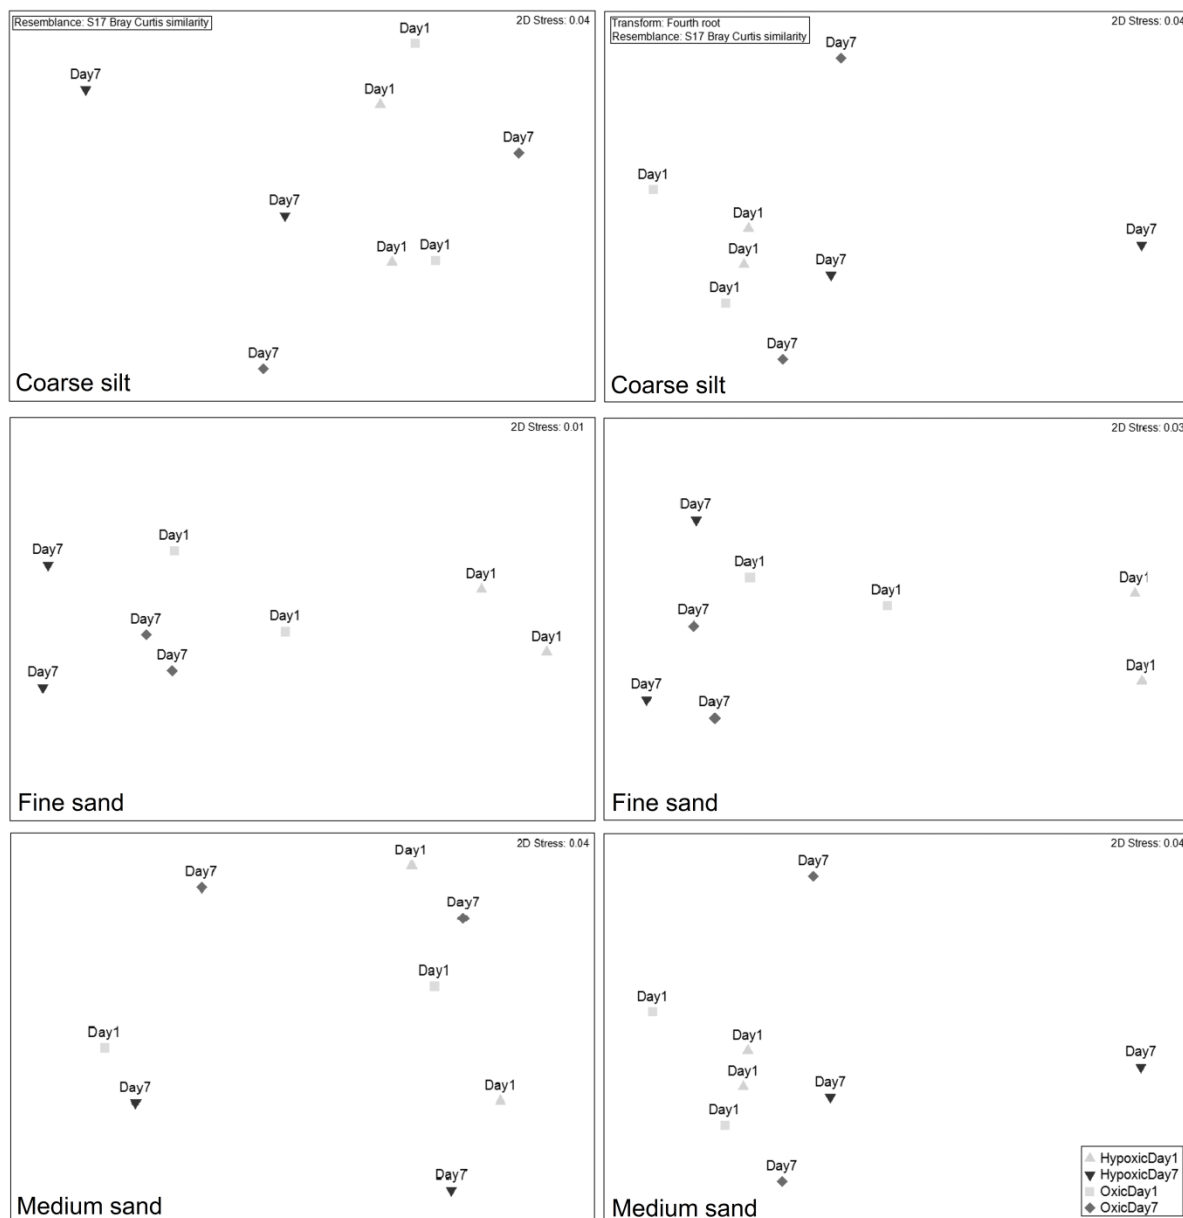 Resemblance: S17 Bray Curtis similarity
2D Stress: 0.04
Day1
Day7
Day1
Day7
Day7
Day1
Day1
Day7
Coarse silt
Transform: Fourth root
Resemblance: S17 Bray Curtis similarity
2D Stress: 0.04
Day7
Day1
Day1
Day7
Day1
Day7
Day1
Day7
Coarse silt
2D Stress: 0.01
Day1
Day7
Day1
Day7
Day1
Day1
Day7
Day7
Fine sand
2D Stress: 0.03
Day7
Day1
Day1
Day1
Day7
Day1
Day7
Day7
Fine sand
2D Stress: 0.04
Day1
Day7
Day7
Day1
Day1
Day7
Day1
Day7
Medium sand
2D Stress: 0.04
Day7
Day1
Day1
Day7
Day1
Day7
Day1
Day7
HypoxicDay1
HypoxicDay7
OxicDay1
OxicDay7
Medium sand